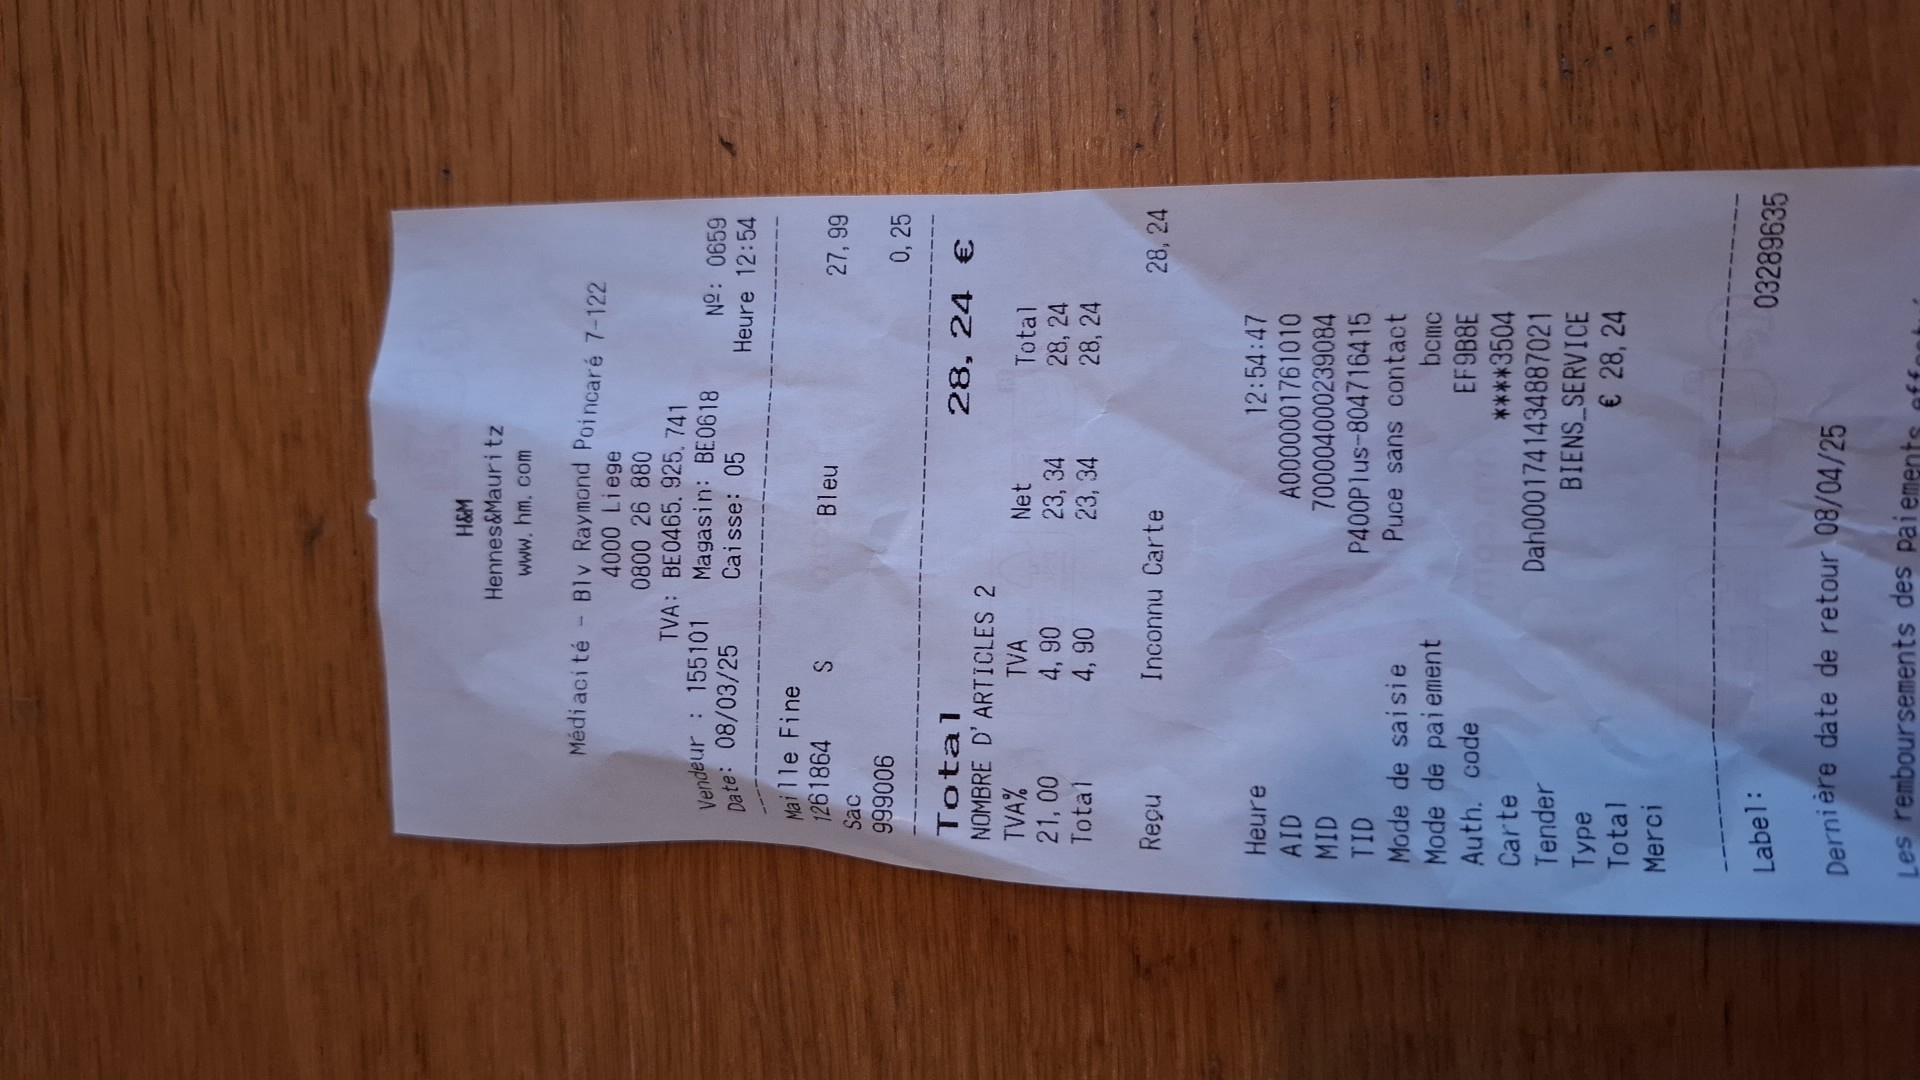 H&M
Hennes&Mauritz
www.hm.com
Médiacité - Blv Raymond Poincaré 7-122
4000 Liege
0800 26 880
TVA: BE0465.925.741
Vendeur : 155101 Magasin: BE0618 Nº: 0659
Date: 08/03/25 Caisse: 05 Heure 12:54
Maille Fine
1261864 S Bleu 27,99
Sac
999006 0,25
Total 28,24 €
NOMBRE D'ARTICLES 2
TVA% TVA Net Total
21,00 4,90 23,34 28,24
Total 4,90 23,34 28,24
Reçu Inconnu Carte 28,24
Heure 12:54:47
AID A0000001761010
MID 700004000239084
TID P400Plus-804716415
Mode de saisie Puce sans contact
Mode de paiement bcmc
Auth. code EF9BBE
Carte ****3504
Tender Dah0001741434887021
Type BIENS_SERVICE
Total € 28,24
Merci
Label: 03289635
Dernière date de retour 08/04/25
Les remboursements des paiements